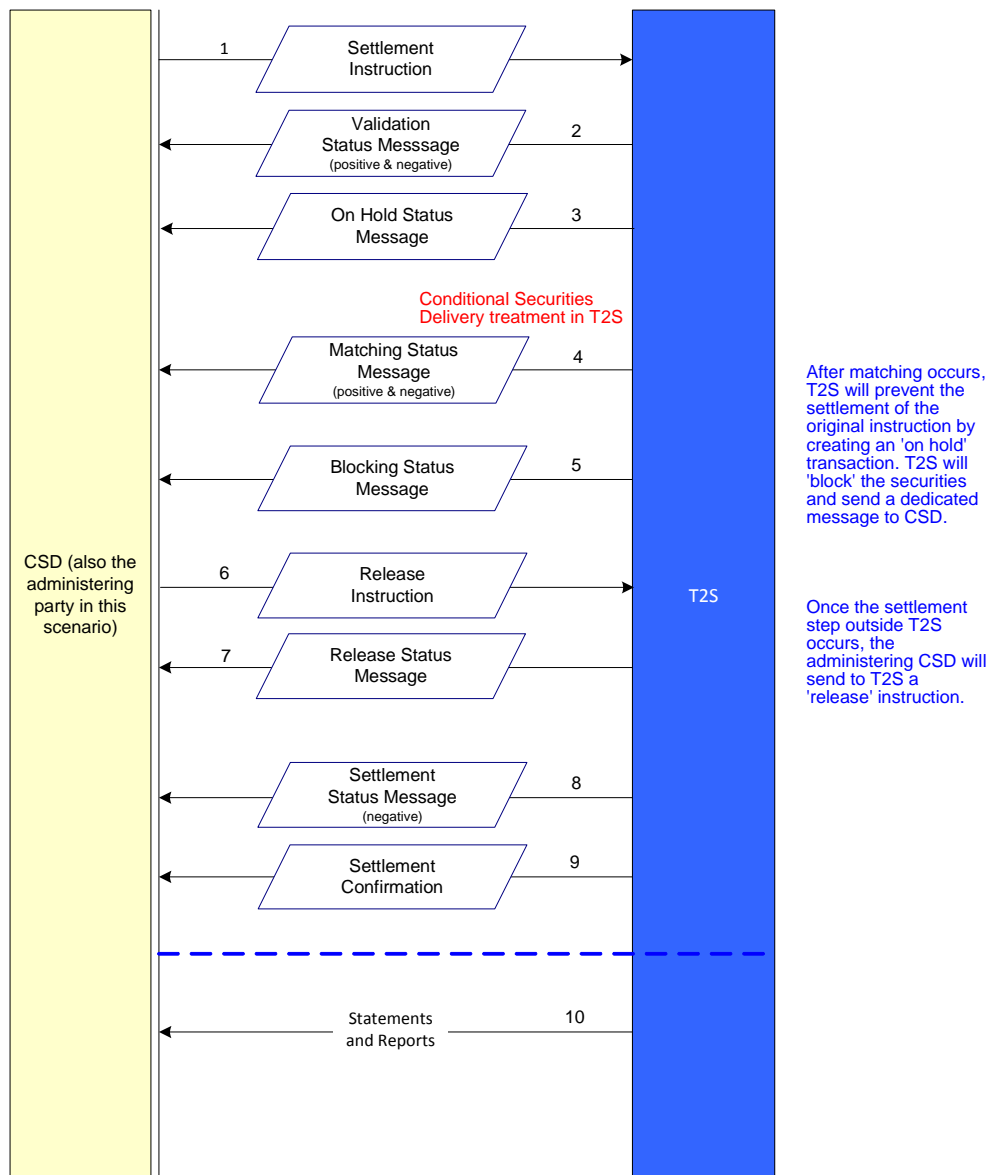 1
Settlement
Instruction
Validation
Status Messsage
(positive & negative)
2
On Hold Status
Message
3
Conditional Securities
Delivery treatment in T2S
Matching Status
Message
(positive & negative)
4
After matching occurs,
T2S will prevent the
settlement of the
original instruction by
creating an 'on hold'
transaction. T2S will
'block' the securities
and send a dedicated
message to CSD.
Blocking Status
Message
5
CSD (also the
administering
party in this
scenario)
6
Release
Instruction
T2S
Once the settlement
step outside T2S
occurs, the
administering CSD will
send to T2S a
'release' instruction.
7
Release Status
Message
Settlement
Status Message
(negative)
8
Settlement
Confirmation
9
Statements
and Reports
10